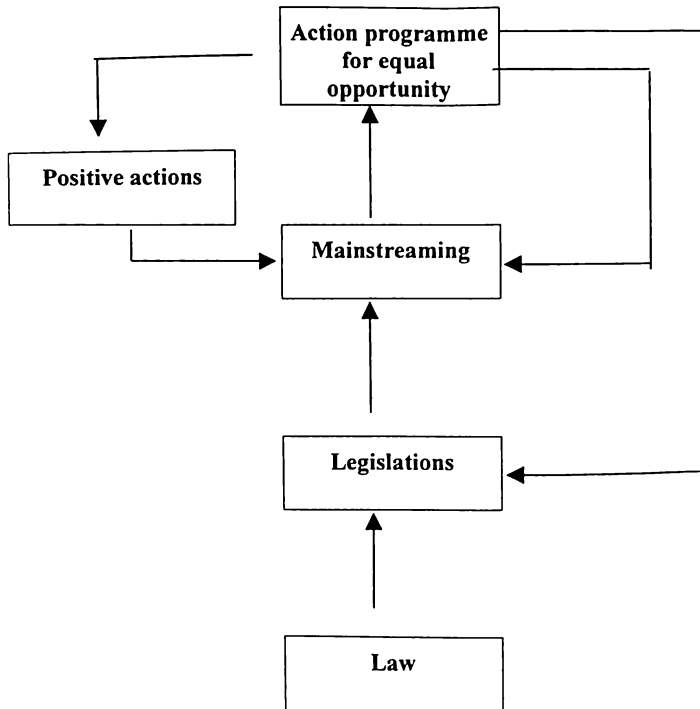 Action programme
for equal
opportunity
Positive actions
Mainstreaming
Legislations
Law